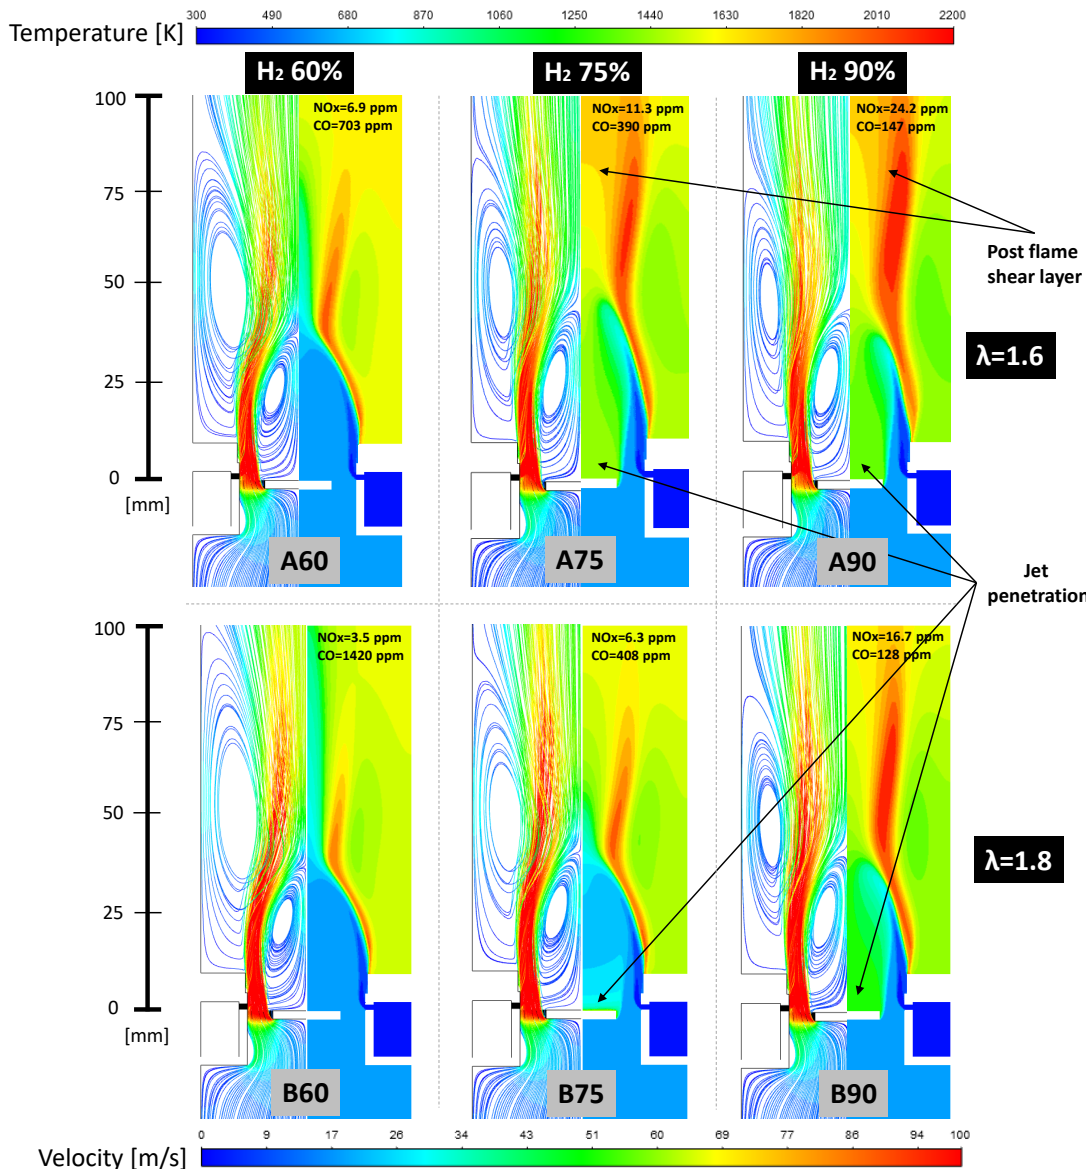 300 490 680 870 1060 1250 1440 1630 1820 2010 2200
Temperature [K]
H₂ 60%
H₂ 75%
H₂ 90%
100
75
50
25
0
[mm]
NOx=6.9 ppm
CO=703 ppm
A60
NOx=11.3 ppm
CO=390 ppm
A75
NOx=24.2 ppm
CO=147 ppm
A90
Post flame
shear layer
λ=1.6
Jet
penetration
100
75
50
25
0
[mm]
NOx=3.5 ppm
CO=1420 ppm
B60
NOx=6.3 ppm
CO=408 ppm
B75
NOx=16.7 ppm
CO=128 ppm
B90
λ=1.8
0 9 17 26 34 43 51 60 69 77 86 94 100
Velocity [m/s]